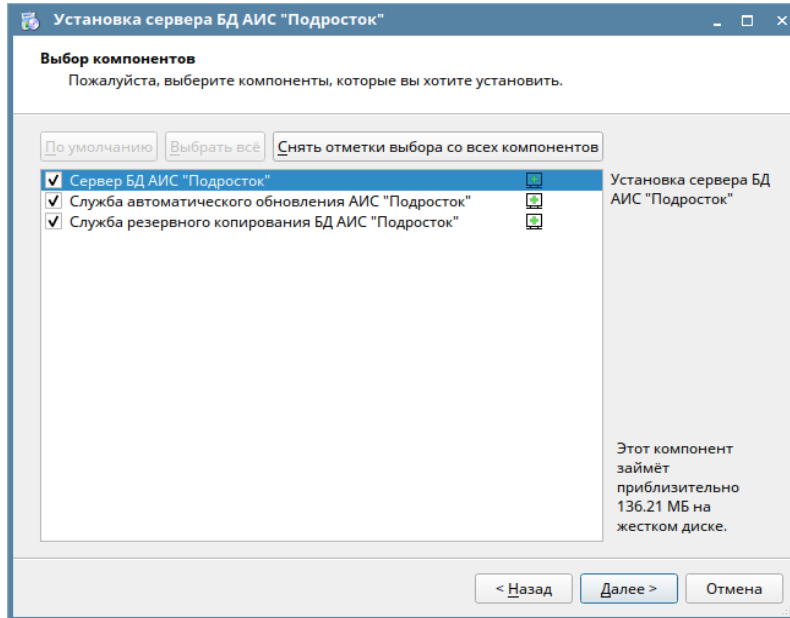 Установка сервера БД АИС "Подросток"
Выбор компонентов
Пожалуйста, выберите компоненты, которые вы хотите установить.
По умолчанию Выбрать всё Снять отметки выбора со всех компонентов
Сервер БД АИС "Подросток"
Служба автоматического обновления АИС "Подросток"
Служба резервного копирования БД АИС "Подросток"
Установка сервера БД
АИС "Подросток"
Этот компонент
займёт
приблизительно
136.21 МБ на
жестком диске.
< Назад Далее > Отмена